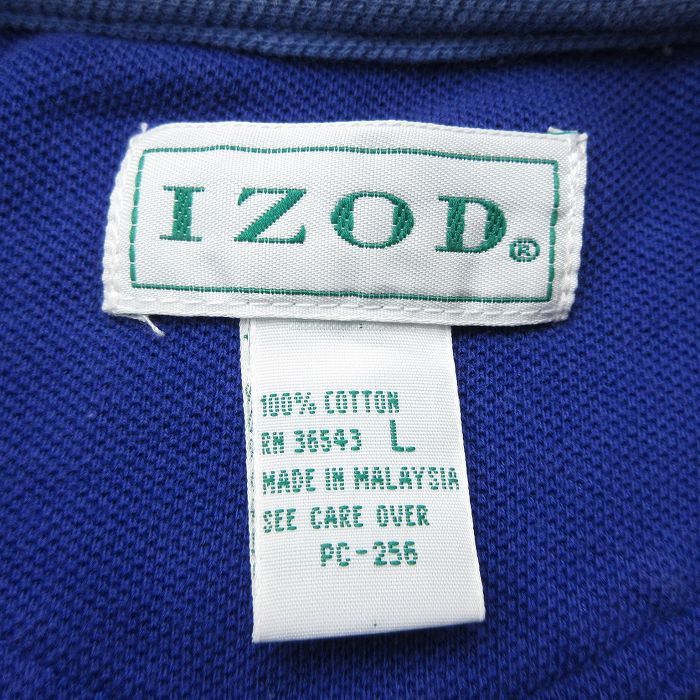 IZOD®
100% COTTON
RN 36543 L
MADE IN MALAYSIA
SEE CARE OVER
PC-256